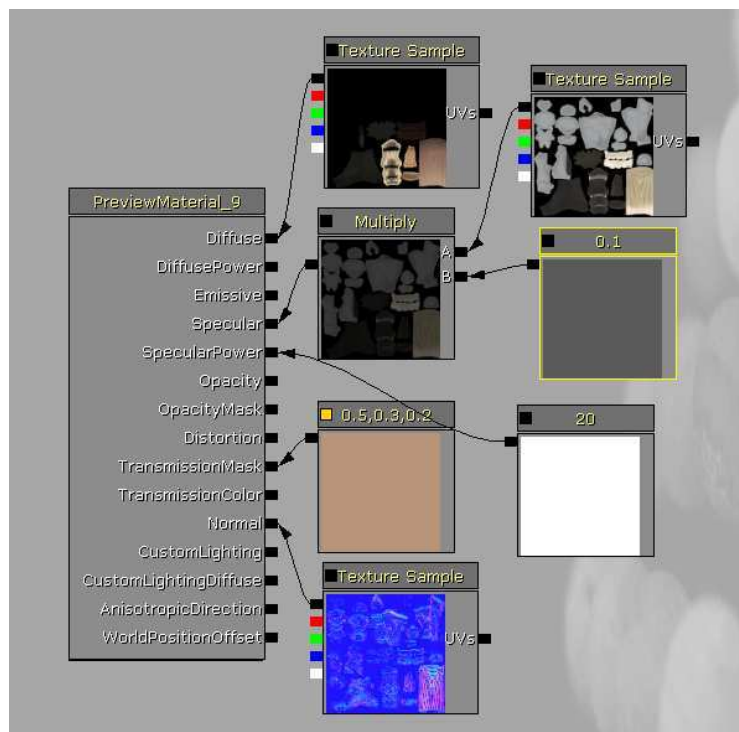 Texture Sample
UVs
Texture Sample
UVs
PreviewMaterial_9
Diffuse
DiffusePower
Emissive
Specular
SpecularPower
Opacity
OpacityMask
Distortion
TransmissionMask
TransmissionColor
Normal
CustomLighting
CustomLightingDiffuse
AnisotropicDirection
WorldPositionOffset
Multiply
A
B
0.1
0.5,0.3,0.2
20
Texture Sample
UVs